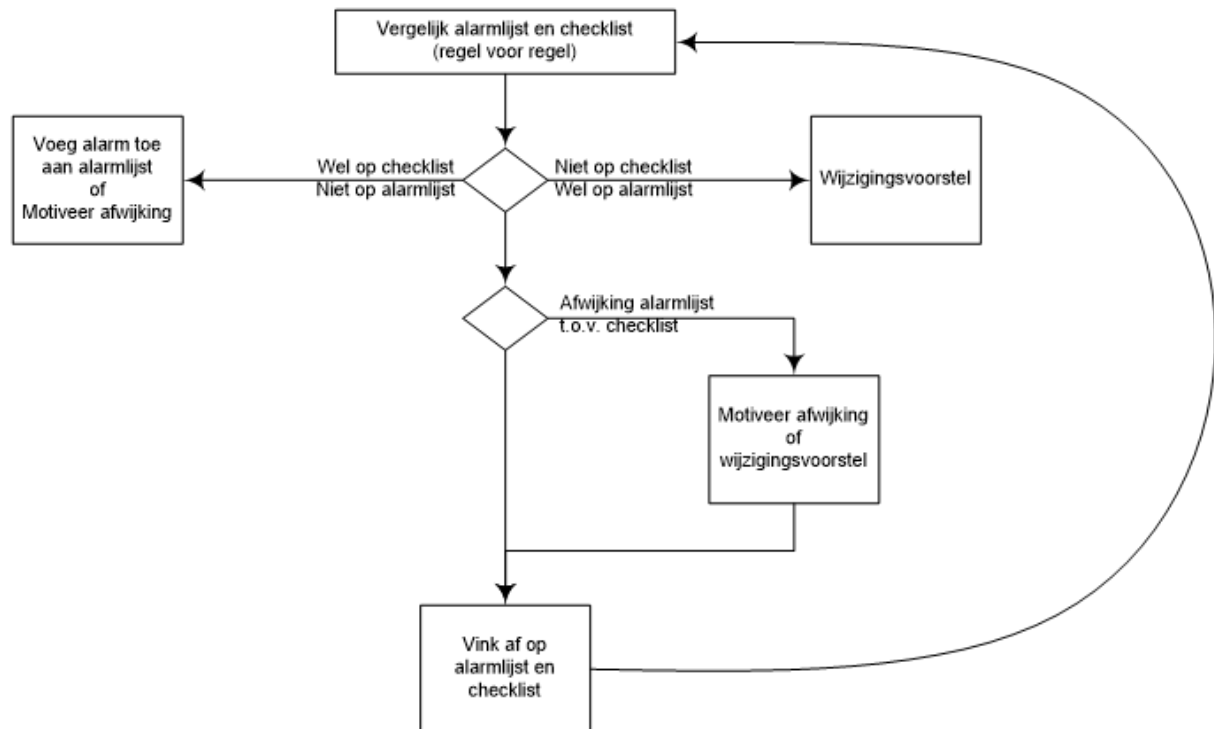 Vergelijk alarmlijst en checklist
(regel voor regel)
Voeg alarm toe
aan alarmlijst
of
Motiveer afwijking
Wel op checklist
Niet op alarmlijst
Niet op checklist
Wel op alarmlijst
Wijzigingsvoorstel
Afwijking alarmlijst
t.o.v. checklist
Motiveer afwijking
of
wijzigingsvoorstel
Vink af op
alarmlijst en
checklist